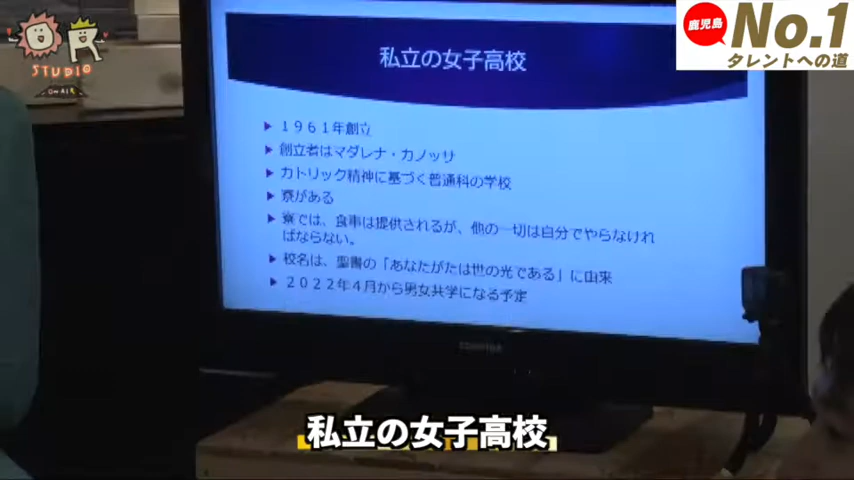 OR
STUDIO
ON AIR
鹿児島
No.1
タレントへの道
私立の女子高校
▶ 1961年創立
▶ 創立者はマダレナ・カノッサ
▶ カトリック精神に基づく普通科の学校
▶ 寮がある
▶ 寮では、食事は提供されるが、他の一切は自分でやらなけれ
ばならない。
▶ 校名は、聖書の「あなたがたは世の光である」に由来
▶ 2022年4月から男女共学になる予定
TOSHIBA
私立の女子高校